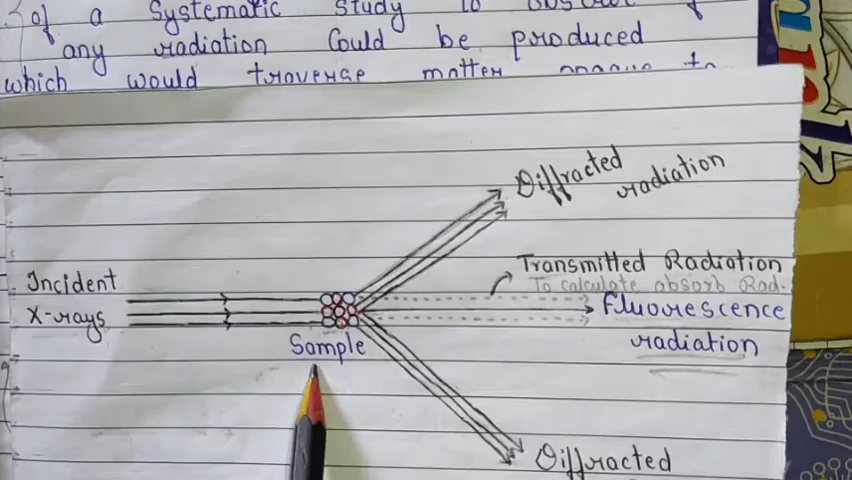 of a systematic study to
any radiation could be produced
which would traverse matter
Diffracted radiation
Incident
X-rays
Transmitted Radiation
To calculate absorb Rad.
Fluorescence
radiation
Sample
Diffracted